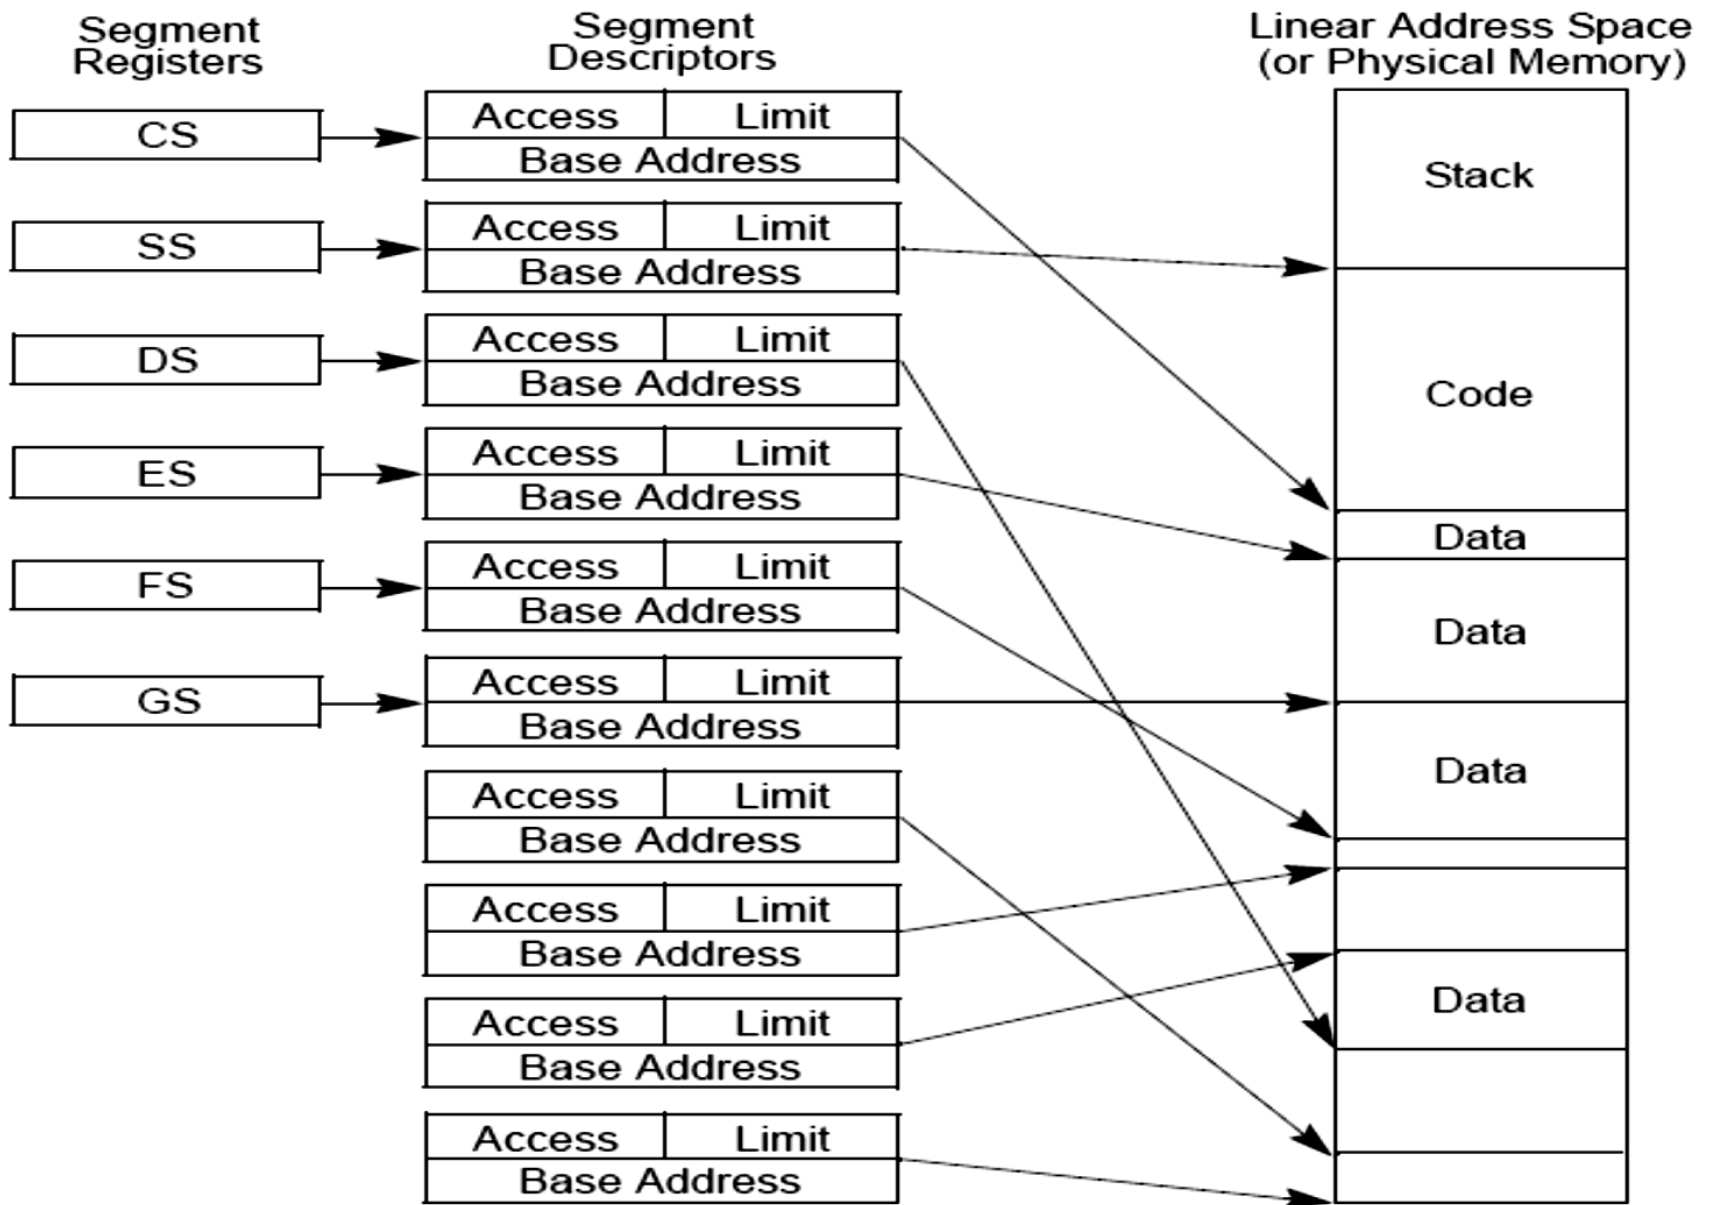 Segment
Registers
Segment
Descriptors
Linear Address Space
(or Physical Memory)
CS
Access Limit
Base Address
Stack
SS
Access Limit
Base Address
DS
Access Limit
Base Address
Code
ES
Access Limit
Base Address
Data
FS
Access Limit
Base Address
Data
GS
Access Limit
Base Address
Data
Access Limit
Base Address
Access Limit
Base Address
Data
Access Limit
Base Address
Access Limit
Base Address